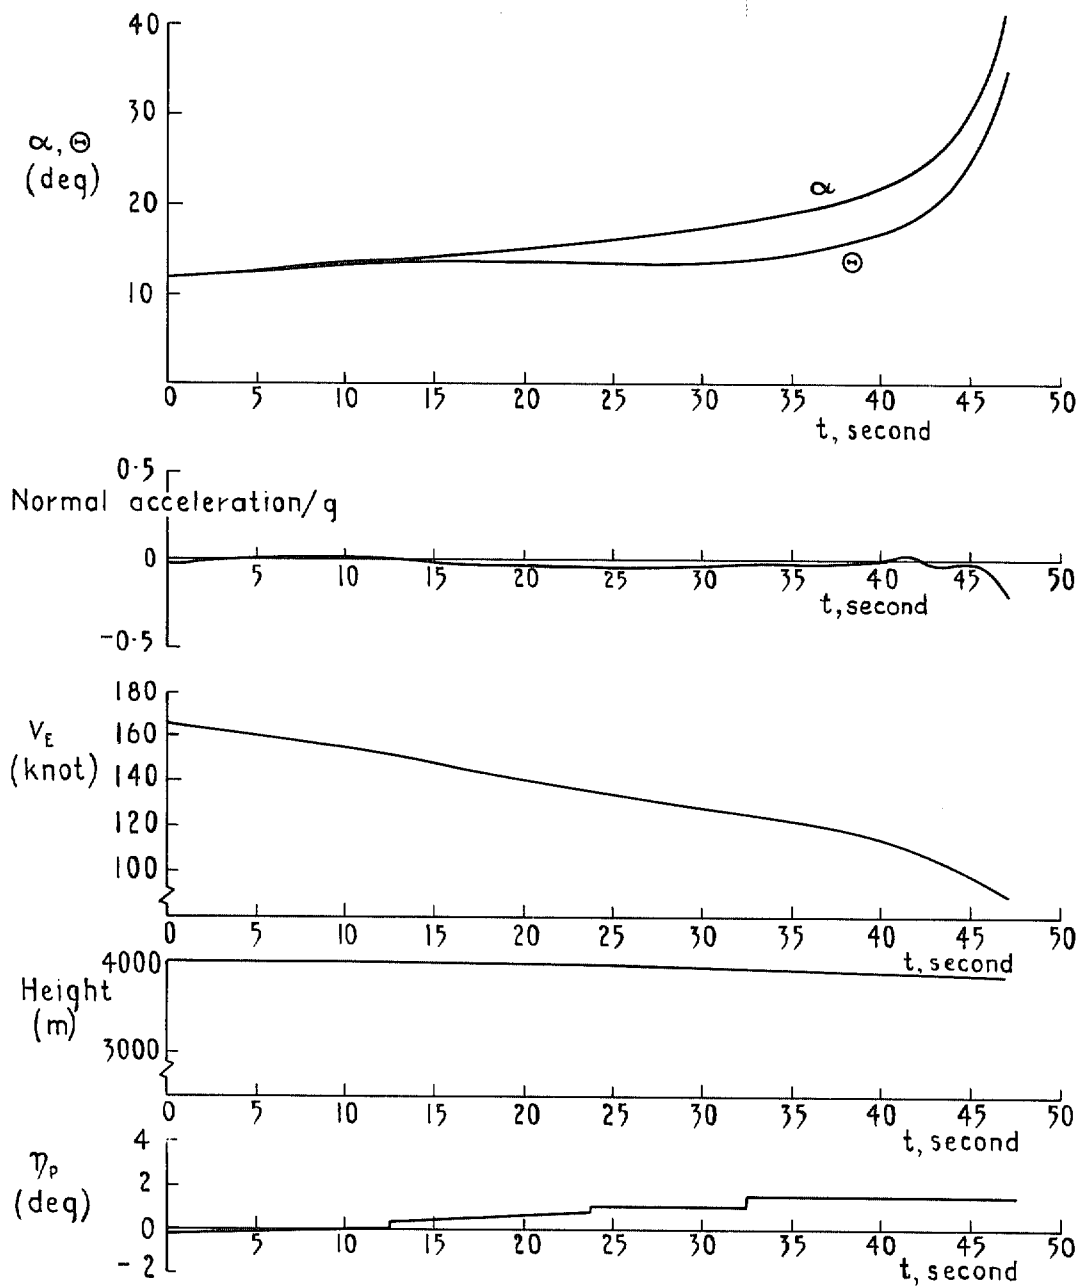 40
30
α, Θ
(deg)
20
α
Θ
10
0 5 10 15 20 25 30 35 40 45 50
t, second
0·5
Normal acceleration/g
0
5 10 15 20 25 30 35 40 45 50
t, second
-0·5
180
V_E
160
(knot) 140
120
100
0 5 10 15 20 25 30 35 40 45 50
t, second
4000
Height
(m)
3000
0 5 10 15 20 25 30 35 40 45 50
t, second
4
η_P
(deg)
2
0
5 10 15 20 25 30 35 40 45 50
-2
t, second